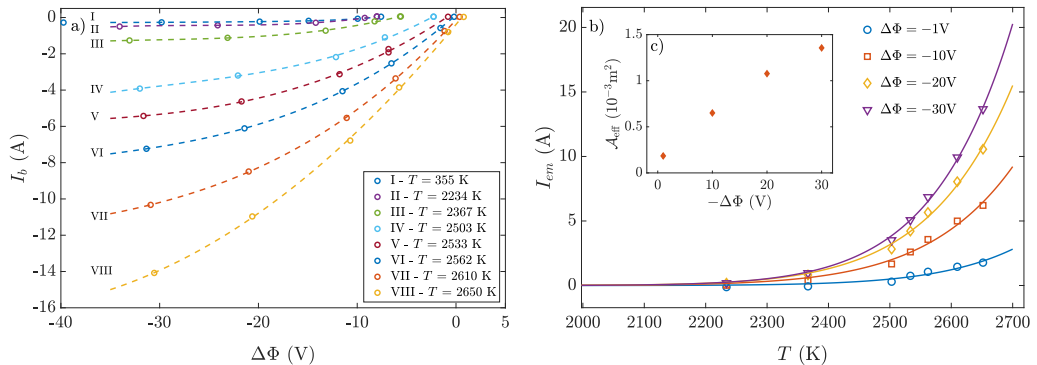 a)
I
II
III
IV
V
VI
VII
VIII
0
-2
-4
-6
-8
-10
-12
-14
-16
I_b (A)
-40 -30 -20 -10 0 5
ΔΦ (V)
I - T = 355 K
II - T = 2234 K
III - T = 2367 K
IV - T = 2503 K
V - T = 2533 K
VI - T = 2562 K
VII - T = 2610 K
VIII - T = 2650 K
b)
20
15
10
5
0
I_em (A)
2000 2100 2200 2300 2400 2500 2600 2700
T (K)
ΔΦ = −1V
ΔΦ = −10V
ΔΦ = −20V
ΔΦ = −30V
c)
1.5
1
0.5
0
A_eff (10^-3 m^2)
0 10 20 30
−ΔΦ (V)